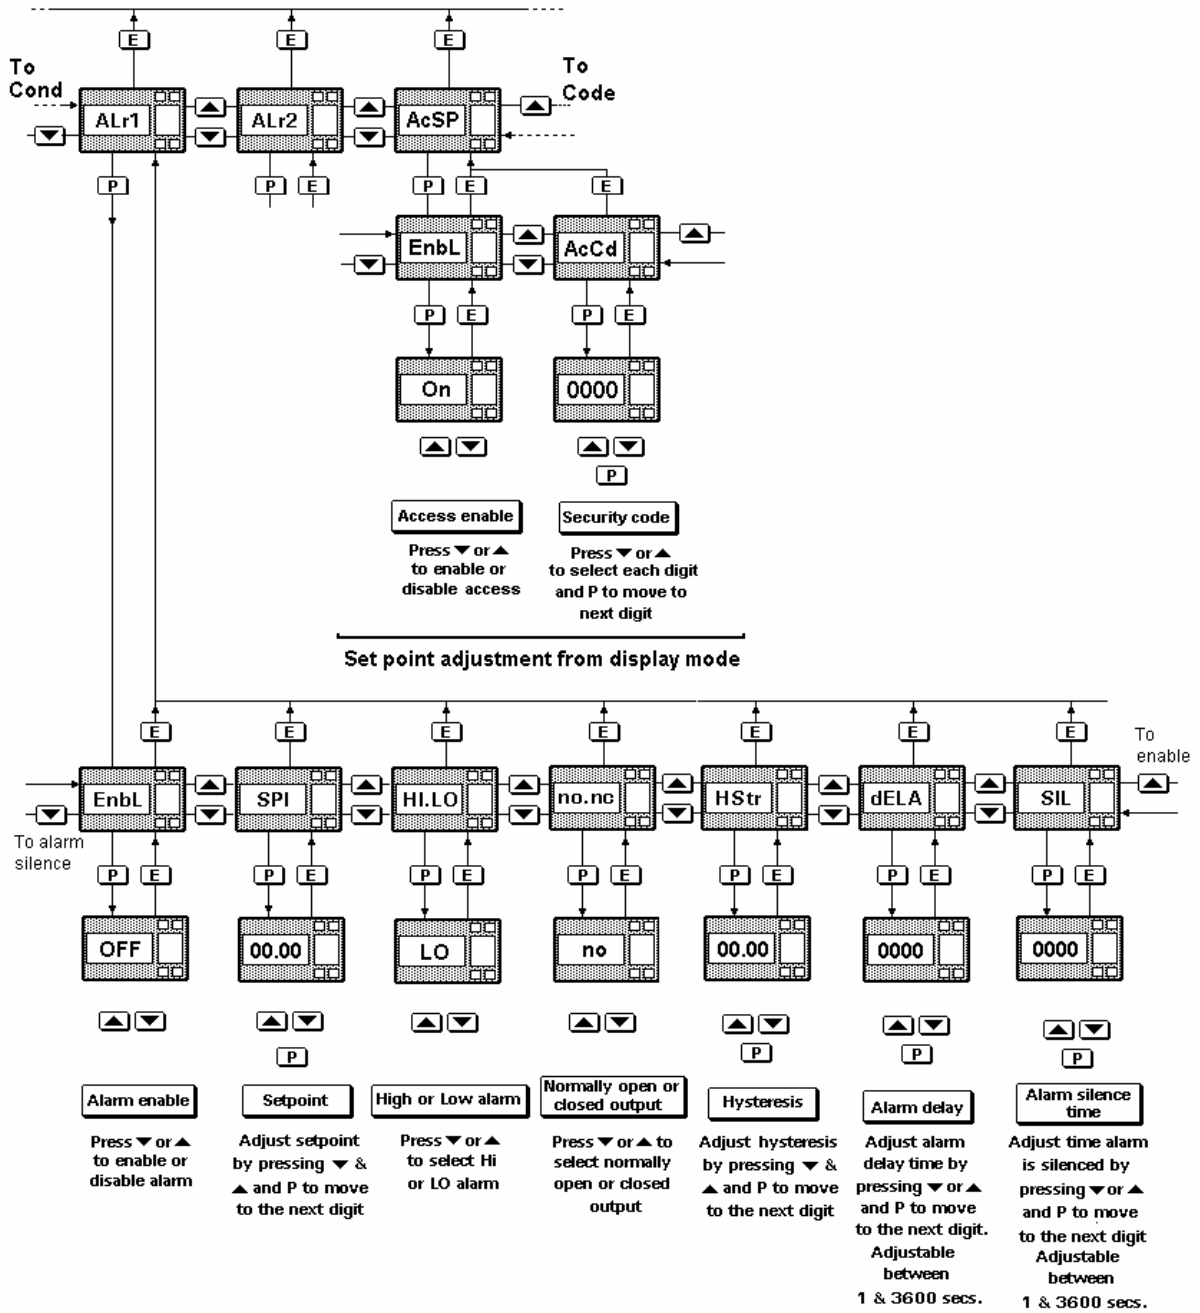 E E E
To
Cond
To
Code
ALr1 ALr2 AcSP
P P E P E E
EnbL AcCd
P E P E
On 0000
P
Access enable
Press ▼ or ▲
to enable or
disable access
Security code
Press ▼ or ▲
to select each digit
and P to move to
next digit
Set point adjustment from display mode
E E E E E E E
To
enable
EnbL SPI HI.LO no.nc HStr dELA SIL
To alarm
silence
P E P E P E P E P E P E P E
OFF 00.00 LO no 00.00 0000 0000
P P P P
Alarm enable
Press ▼ or ▲
to enable or
disable alarm
Setpoint
Adjust setpoint
by pressing ▼ &
▲ and P to move
to the next digit
High or Low alarm
Press ▼ or ▲
to select Hi
or LO alarm
Normally open or
closed output
Press ▼ or ▲ to
select normally
open or closed
output
Hysteresis
Adjust hysteresis
by pressing ▼ &
▲ and P to move
to the next digit
Alarm delay
Adjust alarm
delay time by
pressing ▼ or ▲
and P to move
to the next digit.
Adjustable
between
1 & 3600 secs.
Alarm silence
time
Adjust time alarm
is silenced by
pressing ▼ or ▲
and P to move
to the next digit
Adjustable
between
1 & 3600 secs.